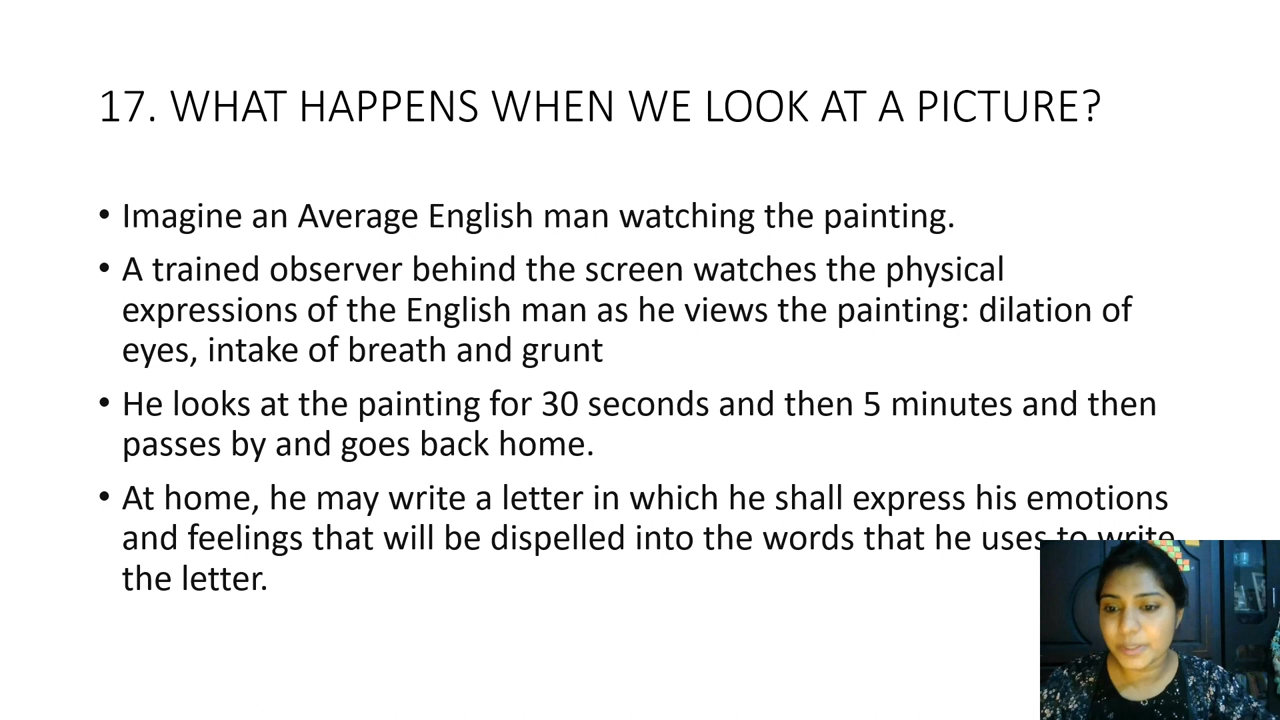 17. WHAT HAPPENS WHEN WE LOOK AT A PICTURE?
• Imagine an Average English man watching the painting.
• A trained observer behind the screen watches the physical
expressions of the English man as he views the painting: dilation of
eyes, intake of breath and grunt
• He looks at the painting for 30 seconds and then 5 minutes and then
passes by and goes back home.
• At home, he may write a letter in which he shall express his emotions
and feelings that will be dispelled into the words that he uses to write
the letter.